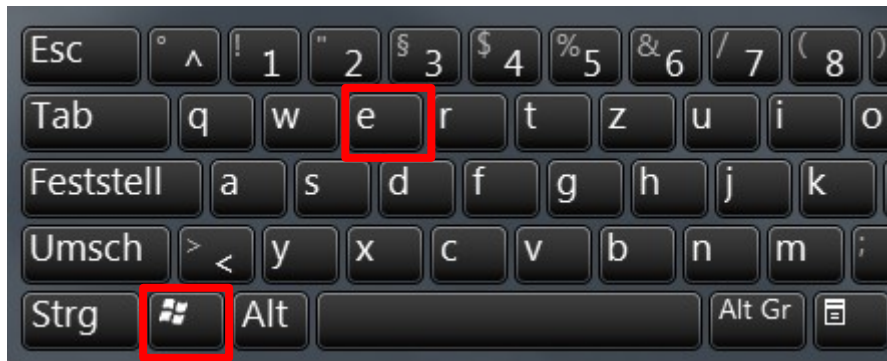 Esc ° ^ ! 1 " 2 § 3 $ 4 % 5 & 6 / 7 ( 8 )
Tab q w e r t z u i o
Feststell a s d f g h j k
Umsch > < y x c v b n m ;
Strg Alt Alt Gr